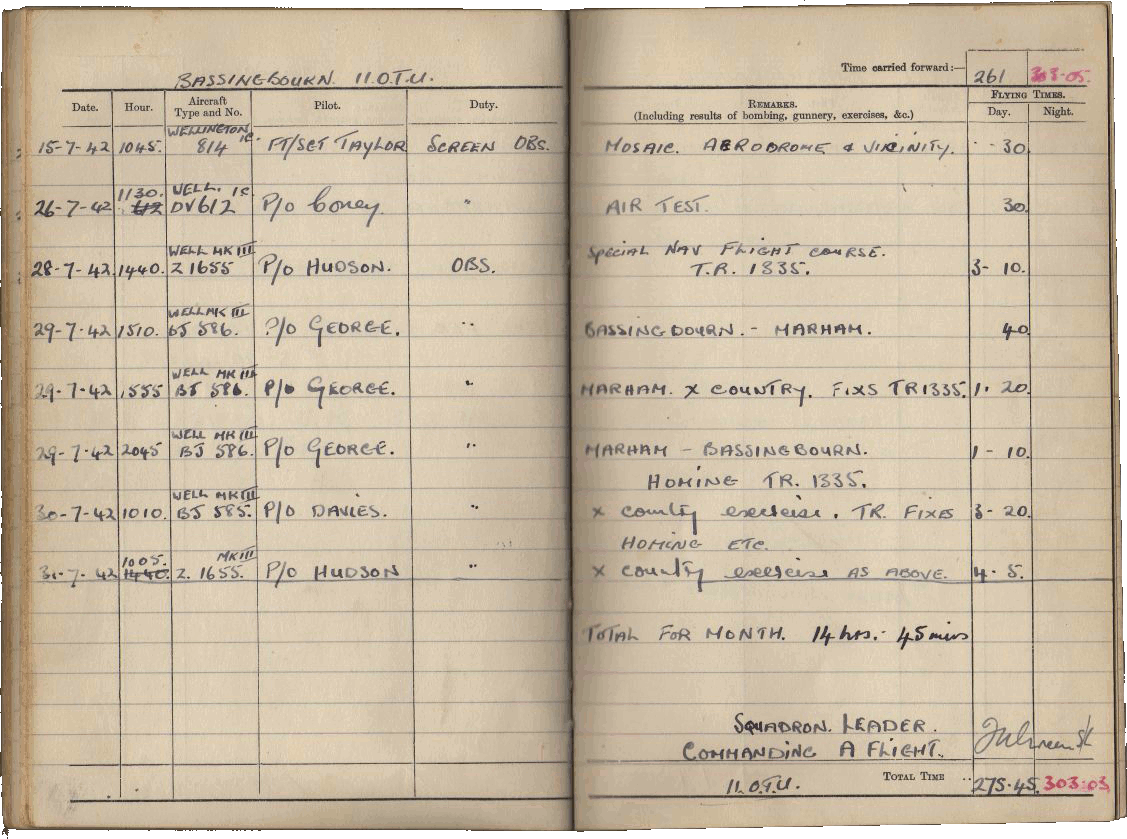 BASSINGBOURN. 11 O.T.U.
Time carried forward:— 261 303-05.
Date. Hour. Aircraft Type and No. Pilot. Duty. REMARKS. (Including results of bombing, gunnery, exercises, &c.) FLYING TIMES. Day. Night.
WELLINGTON IC
15-7-42 1045. 814 FT/SGT TAYLOR SCREEN OBS. MOSAIC. AERODROME & VICINITY. 30
1130. WELL. IC
26-7-42 612 DV612 P/O Coney. " AIR TEST. 30.
WELL MK III SPECIAL NAV FLIGHT COURSE.
28-7-42 1440. Z 1655 P/O HUDSON. OBS. T.R. 1335. 3- 10.
WELL MK III
29-7-42 1510. BJ 586. P/O GEORGE. " BASSINGBOURN. - MARHAM. 40
WELL MK III
29-7-42 1555 BJ 586. P/O GEORGE. " MARHAM. X COUNTRY. FIXS TR1335. 1. 20.
WELL MK III
29-7-42 2045 BJ 586. P/O GEORGE. " MARHAM - BASSINGBOURN. 1 - 10.
HOMING TR. 1335.
WELL MK III
30-7-42 1010. BJ 585. P/O DAVIES. " X country exercise. TR. FIXES 3- 20.
HOMING ETC.
1005. MK III
31-7-42 1440. Z. 1655. P/O HUDSON " X country exercise AS ABOVE. 4. 5.
TOTAL FOR MONTH. 14 hrs.- 45 mins
SQUADRON. LEADER.
COMMANDING A FLIGHT. S/L
11. O.T.U. TOTAL TIME .. 275.45. 303:03